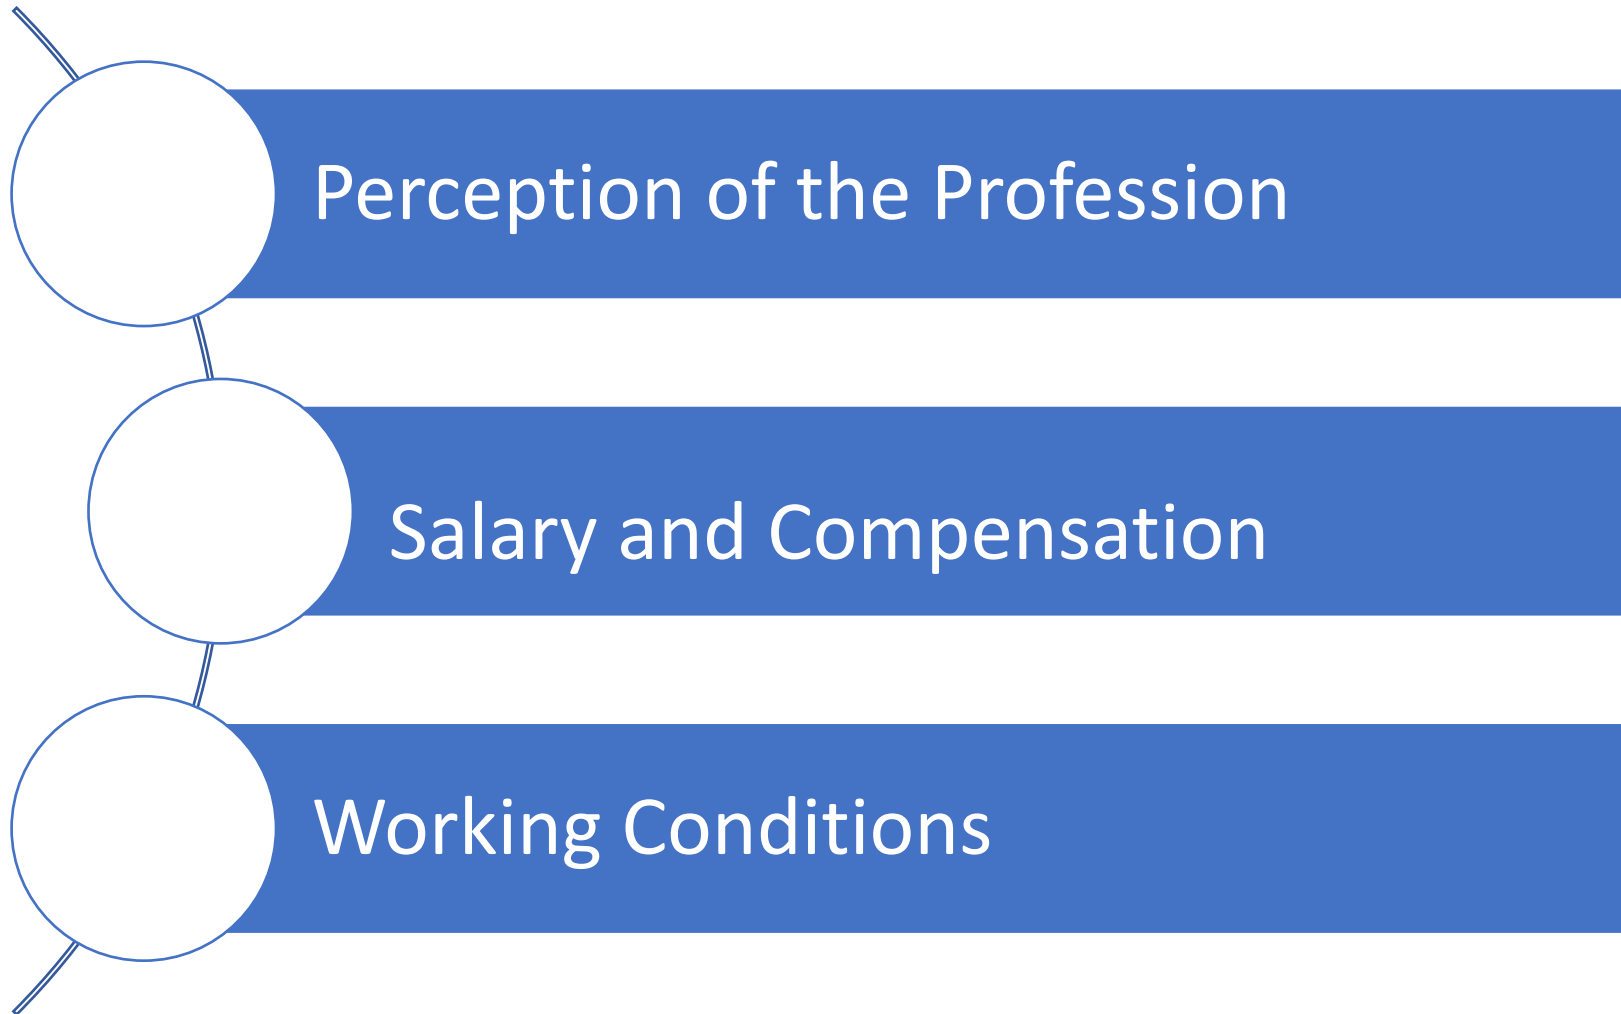 Perception of the Profession
Salary and Compensation
Working Conditions